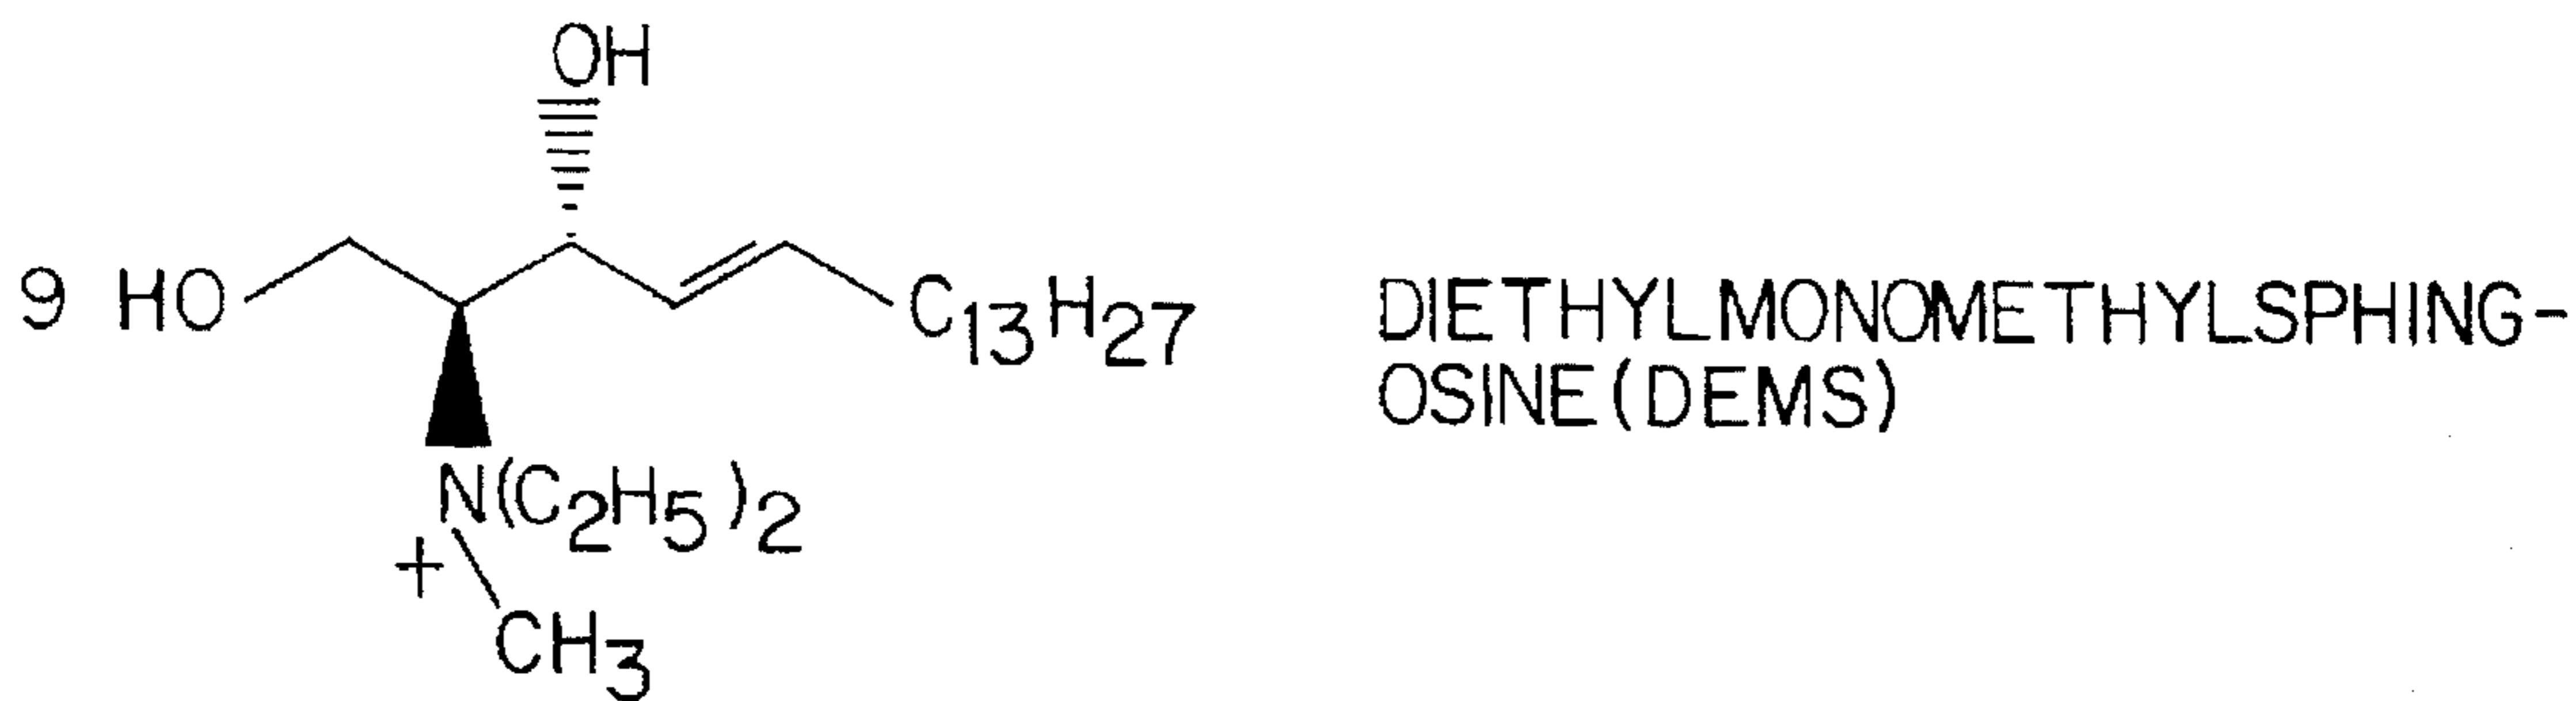 OH
9 HO C13H27 DIETHYLMONOMETHYLSPHING-
OSINE(DEMS)
N(C2H5)2
+
CH3